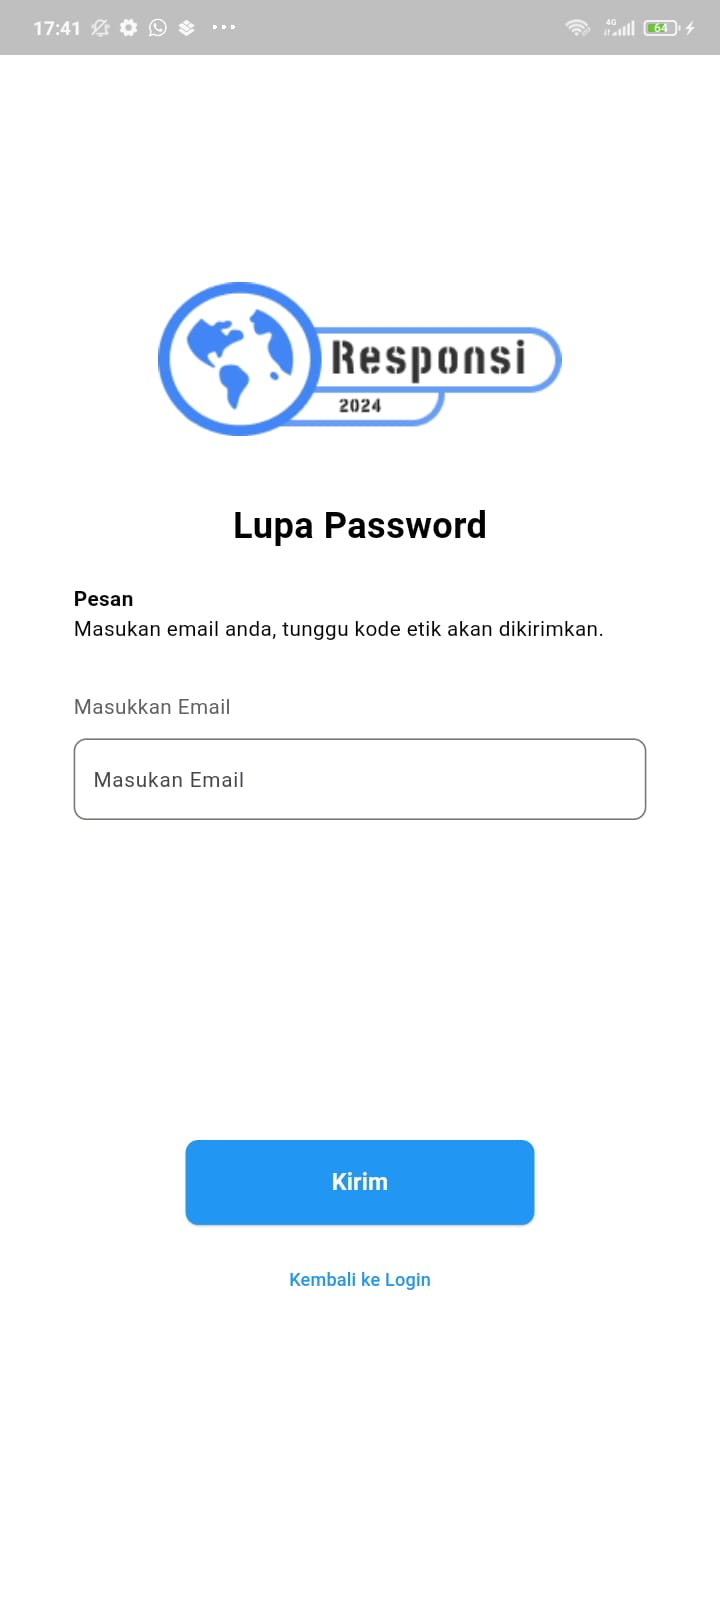 17:41
4G
64
Responsi
2024
Lupa Password
Pesan
Masukan email anda, tunggu kode etik akan dikirimkan.
Masukkan Email
Masukan Email
Kirim
Kembali ke Login